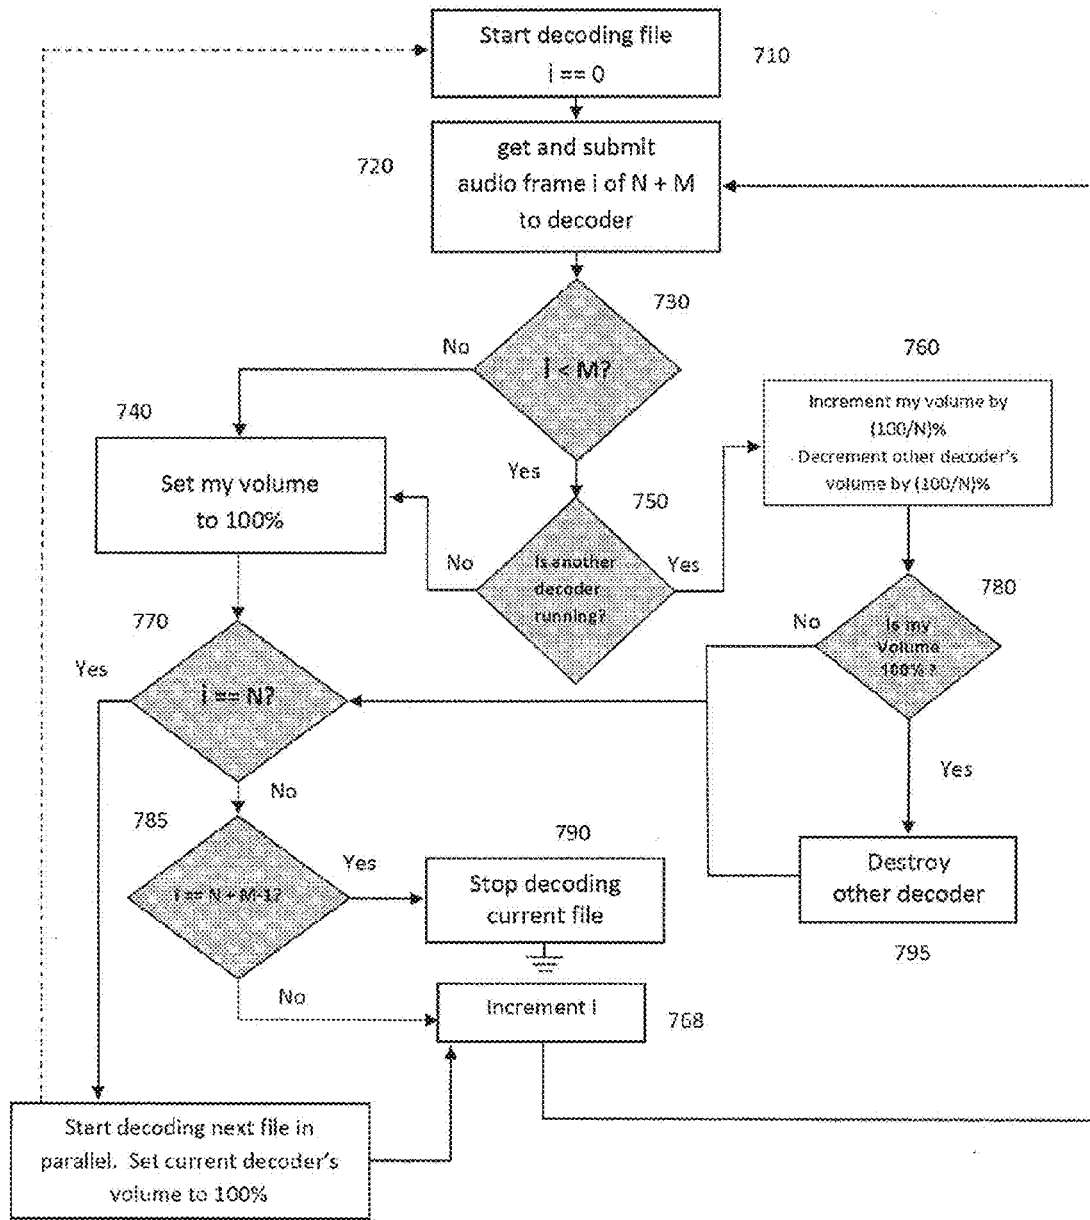 Start decoding file
i == 0
710
get and submit
audio frame i of N + M
to decoder
720
730
i < M?
No
Yes
740
Set my volume
to 100%
750
Is another
decoder
running?
No
Yes
760
Increment my volume by
(100/N)%
Decrement other decoder's
volume by (100/N)%
780
Is my
Volume
100% ?
No
Yes
770
Yes
i == N?
No
785
i == N + M-1?
Yes
790
Stop decoding
current file
Destroy
other decoder
795
No
Increment i
768
Start decoding next file in
parallel. Set current decoder's
volume to 100%